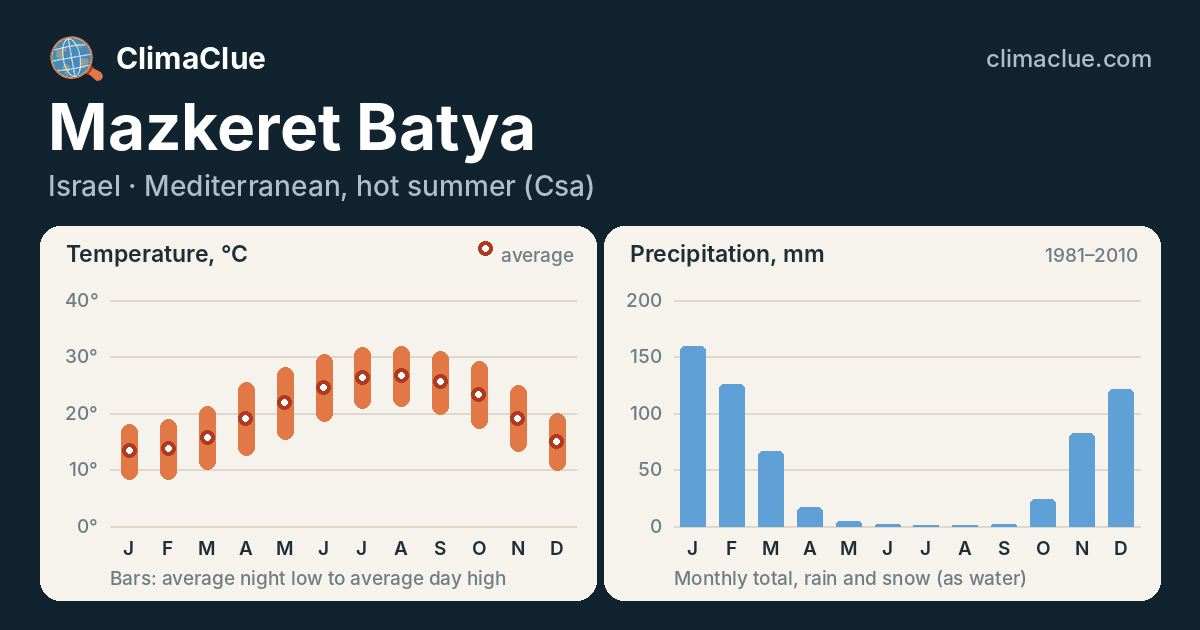 ClimaClue
climaclue.com
Mazkeret Batya
Israel · Mediterranean, hot summer (Csa)
Temperature, °C
average
40°
30°
20°
10°
0°
J F M A M J J A S O N D
Bars: average night low to average day high
Precipitation, mm
1981–2010
200
150
100
50
0
J F M A M J J A S O N D
Monthly total, rain and snow (as water)